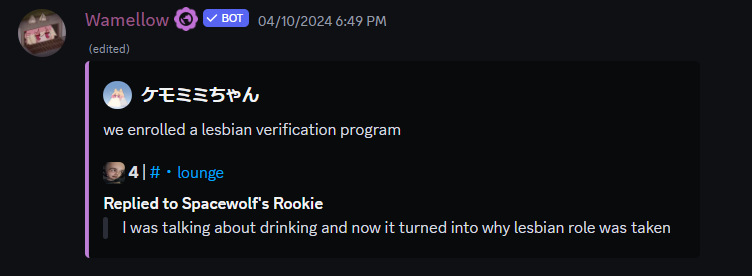 Wamellow ✓ BOT 04/10/2024 6:49 PM
(edited)
ケモミミちゃん
we enrolled a lesbian verification program
4 | #・lounge
Replied to Spacewolf's Rookie
I was talking about drinking and now it turned into why lesbian role was taken